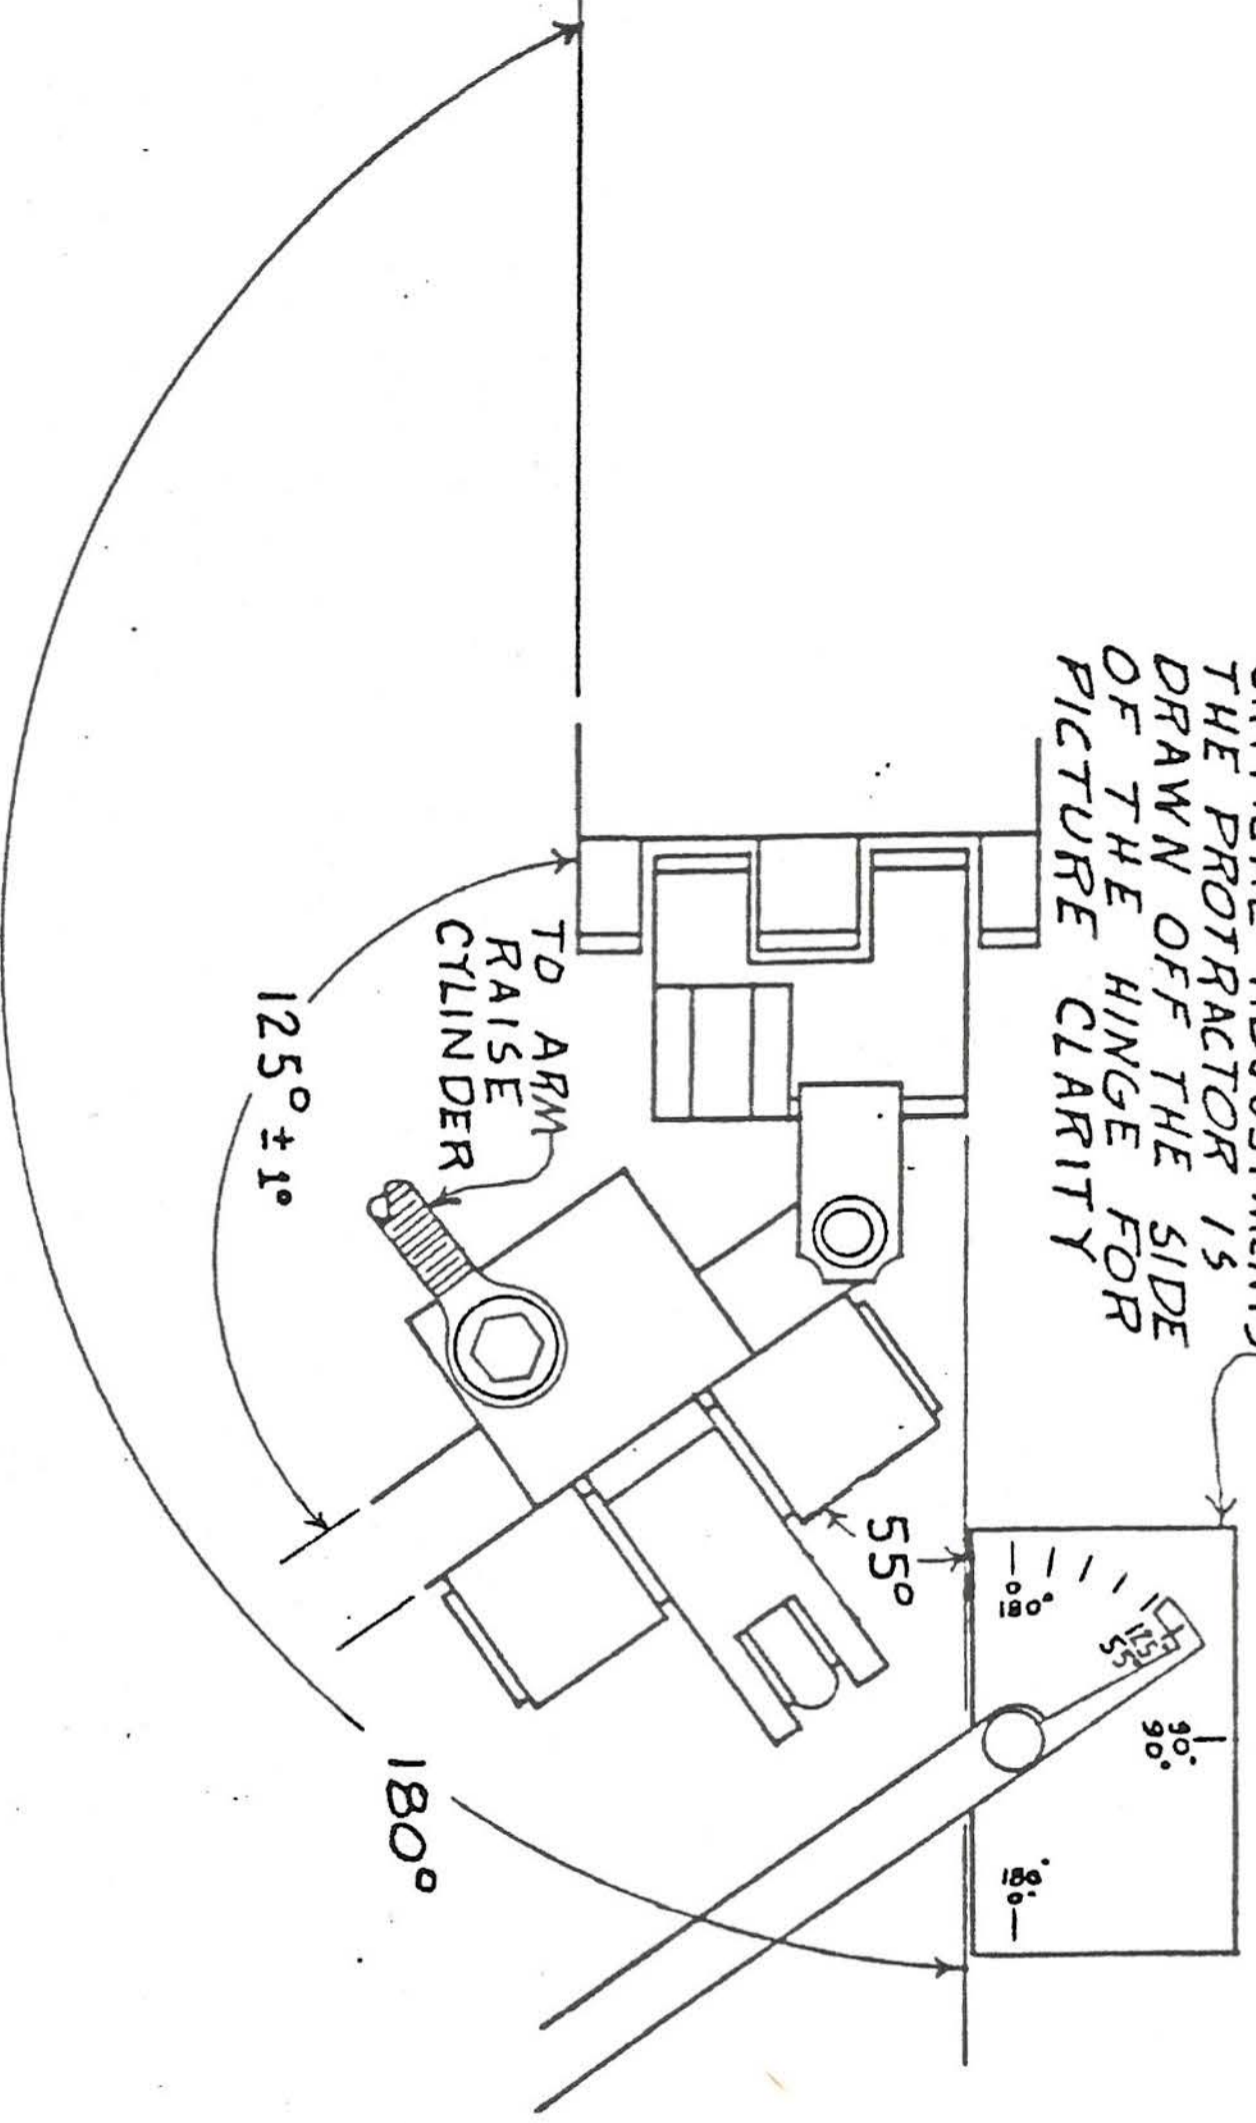 THE PROTRACTOR IS
DRAWN OFF THE SIDE
OF THE HINGE FOR
PICTURE CLARITY
TO ARM
RAISE
CYLINDER
125° ± 1°
55°
180°
0
180°
125°
55°
90°
90°
180°
0°